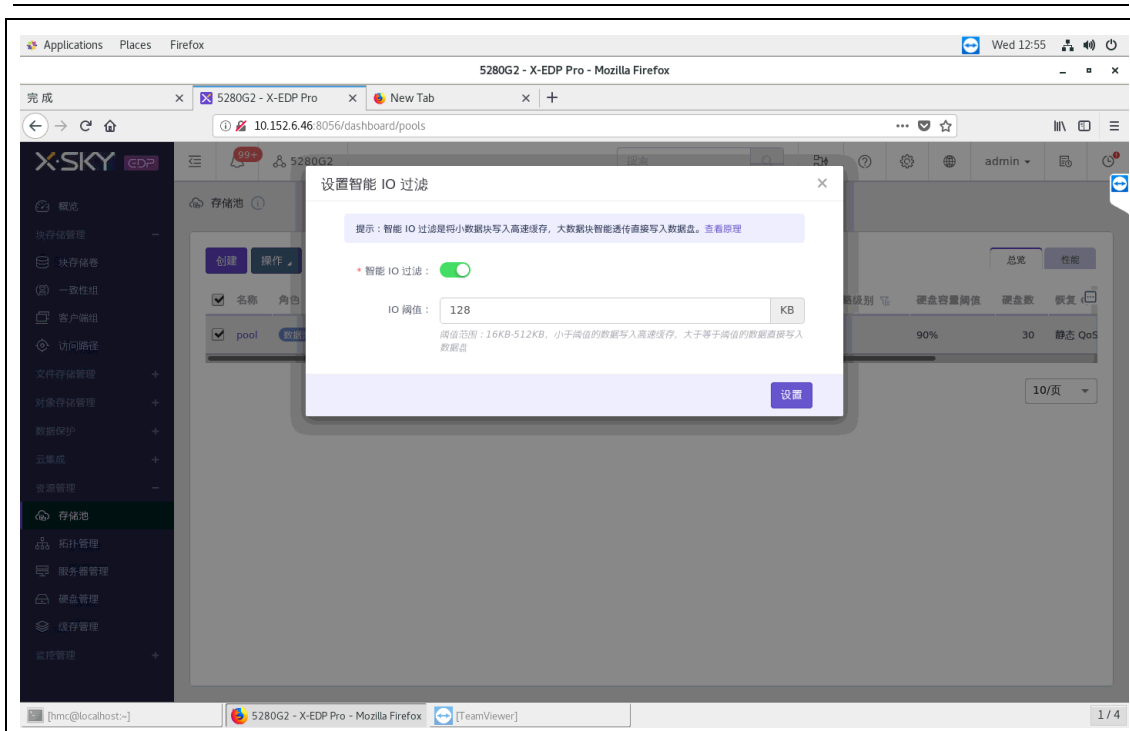 Applications Places Firefox Wed 12:55
5280G2 - X-EDP Pro - Mozilla Firefox
完成 5280G2 - X-EDP Pro New Tab
10.152.6.46:8056/dashboard/pools
X·SKY EDP 99+ 5280G2 搜索 admin
设置智能 IO 过滤
概览
存储池
提示：智能 IO 过滤是将小数据块写入高速缓存，大数据块智能透传直接写入数据盘。查看原理
块存储管理
创建 操作 总览 性能
块存储卷
* 智能 IO 过滤：
一致性组
名称 角色 级别 硬盘容量阈值 硬盘数 恢复
IO 阈值： 128 KB
客户端组
pool 数据 90% 30 静态 QoS
阈值范围：16KB-512KB，小于阈值的数据写入高速缓存，大于等于阈值的数据直接写入
数据盘
访问路径
文件存储管理
设置
10/页
对象存储管理
数据保护
云集成
资源管理
存储池
拓扑管理
服务器管理
硬盘管理
缓存管理
监控管理
[hmc@localhost:~] 5280G2 - X-EDP Pro - Mozilla Firefox [TeamViewer] 1 / 4